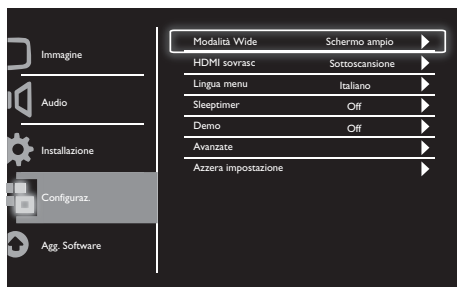 Immagine
Audio
Installazione
Configuraz.
Agg. Software
Modalità Wide Schermo ampio
HDMI sovrasc Sottoscansione
Lingua menu Italiano
Sleeptimer Off
Demo Off
Avanzate
Azzera impostazione